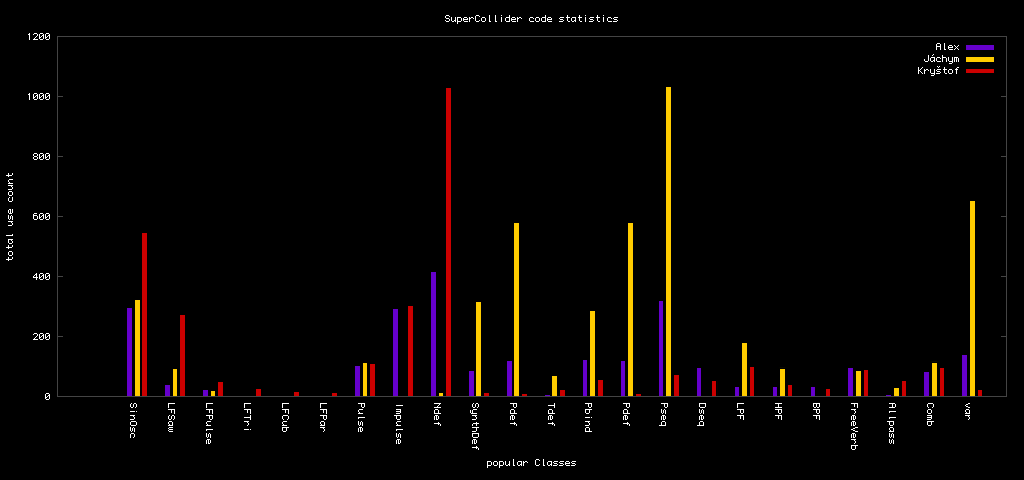 SuperCollider code statistics
1200
1000
800
600
400
200
0
total use count
Alex
Jáchym
Kryštof
SinOsc
LFSaw
LFPulse
LFTri
LFCub
LFPar
Pulse
Impulse
Ndef
SynthDef
Pdef
Tdef
Pbind
Pdef
Pseq
Dseq
LPF
HPF
BPF
FreeVerb
Allpass
Comb
var
popular Classes